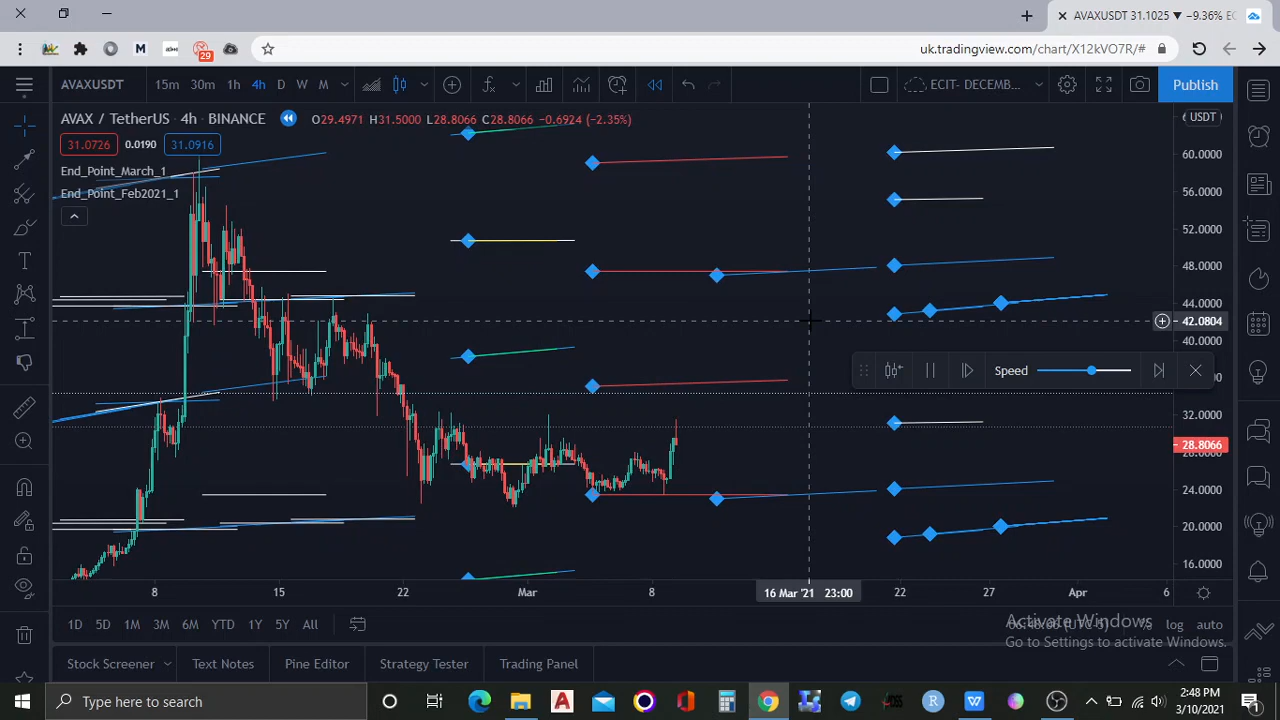 AVAXUSDT 31.1025 ▼ −9.36% EC
M
29
uk.tradingview.com/chart/X12kVO7R/#
AVAXUSDT 15m 30m 1h 4h D W M ECIT- DECEMB... Publish
AVAX / TetherUS 4h BINANCE O29.4971 H31.5000 L28.8066 C28.8066 −0.6924 (−2.35%)
USDT
31.0726 0.0190 31.0916
End_Point_March_1
End_Point_Feb2021_1
60.0000
56.0000
52.0000
48.0000
44.0000
42.0804
40.0000
Speed
32.0000
28.8066
24.0000
20.0000
16.0000
8 15 22 Mar 8 16 Mar '21 23:00 22 27 Apr 6
1D 5D 1M 3M 6M YTD 1Y 5Y All % log auto
Activate Windows
Go to Settings to activate Windows.
Stock Screener Text Notes Pine Editor Strategy Tester Trading Panel
Type here to search
2:48 PM
3/10/2021
1